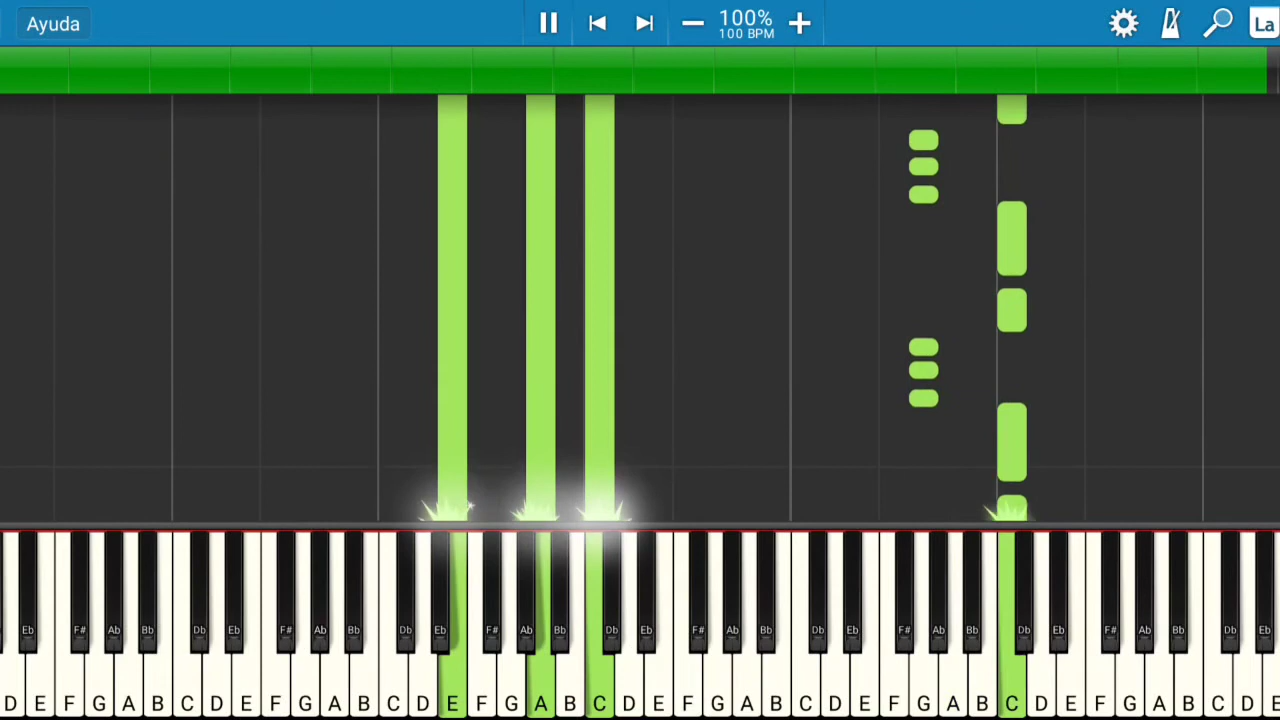 Ayuda
100%
100 BPM
La
Eb F# Ab Bb Db Eb F# Ab Bb Db Eb F# Ab Bb Db Eb F# Ab Bb Db Eb F# Ab Bb Db Eb F# Ab Bb Db Eb
D E F G A B C D E F G A B C D E F G A B C D E F G A B C D E F G A B C D E F G A B C D E